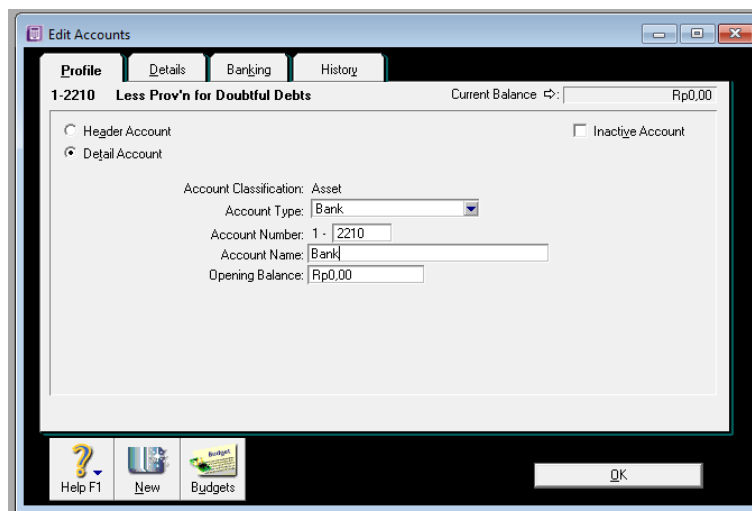 Edit Accounts
Profile Details Banking History
1-2210 Less Prov'n for Doubtful Debts Current Balance ⇨: Rp0,00
Header Account Inactive Account
Detail Account
Account Classification: Asset
Account Type: Bank
Account Number: 1 - 2210
Account Name: Bank
Opening Balance: Rp0,00
Budget
Help F1 New Budgets OK